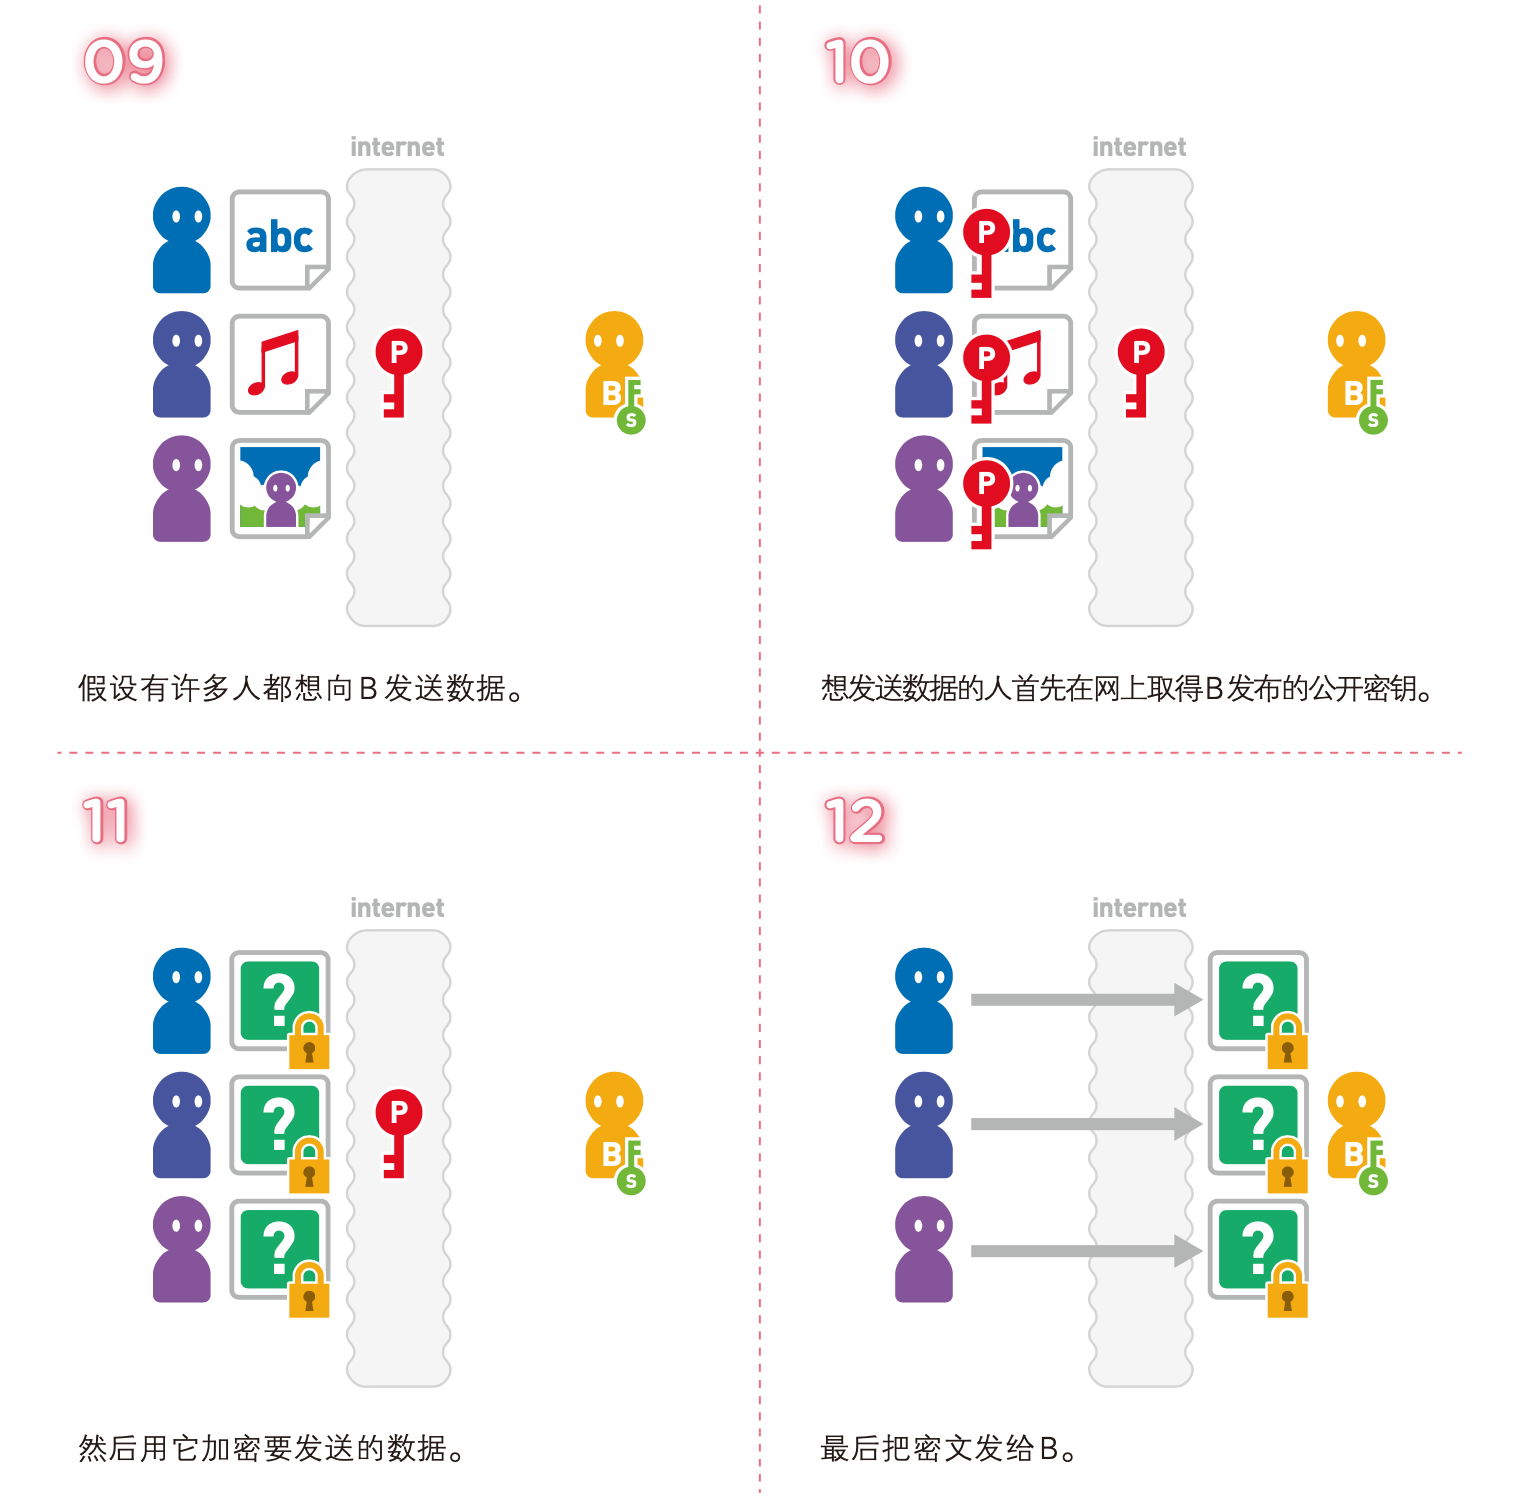 09
internet
abc
P
B
S
假设有许多人都想向B发送数据。
10
internet
P
bc
P
P
B
S
P
想发送数据的人首先在网上取得B发布的公开密钥。
11
internet
?
P
?
B
S
?
然后用它加密要发送的数据。
12
internet
?
?
B
S
?
最后把密文发给B。